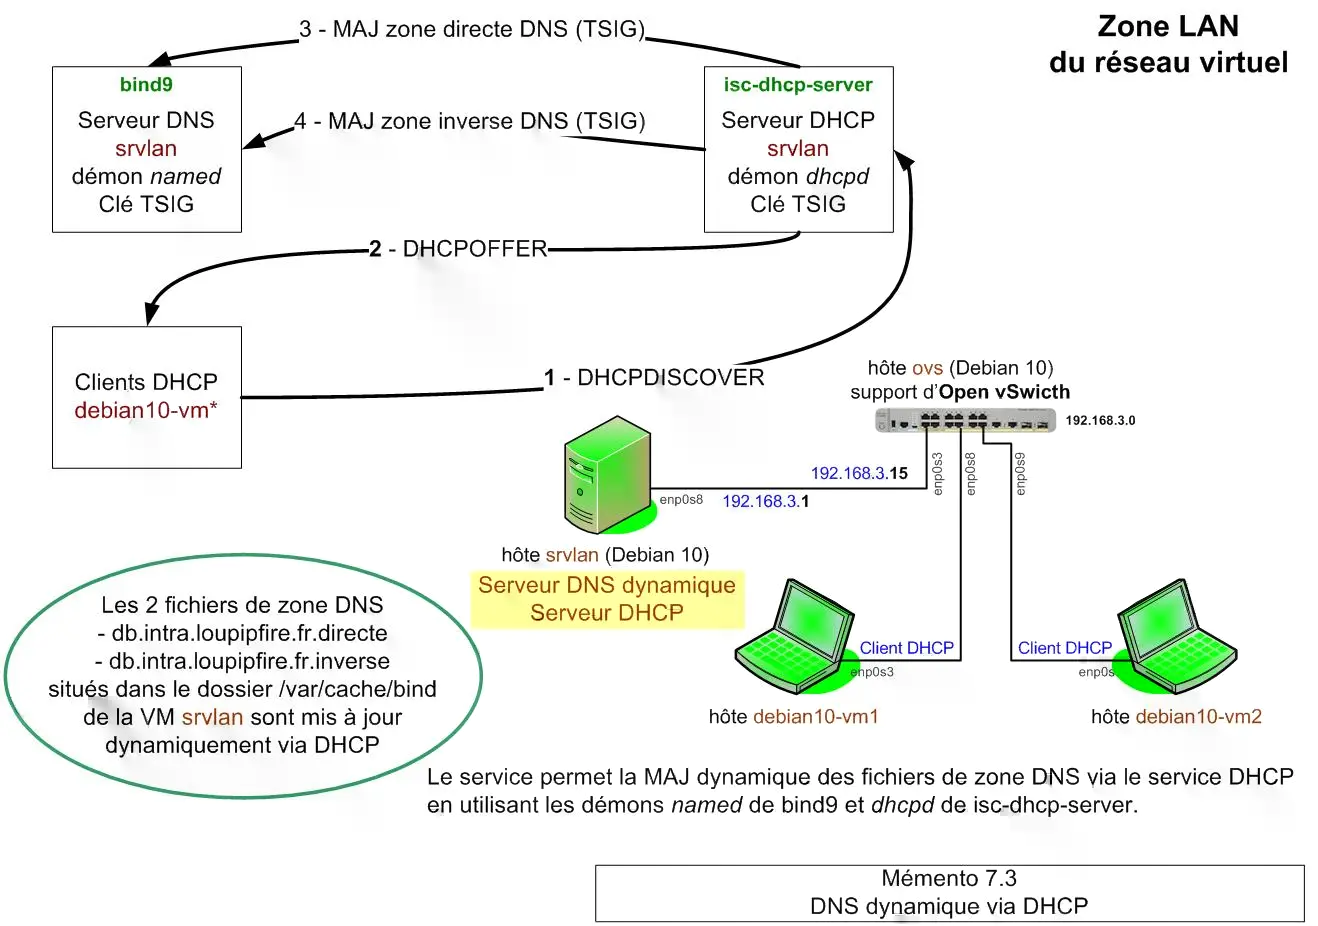 3 - MAJ zone directe DNS (TSIG)
Zone LAN
du réseau virtuel
bind9
Serveur DNS
srvlan
démon named
Clé TSIG
isc-dhcp-server
Serveur DHCP
srvlan
démon dhcpd
Clé TSIG
4 - MAJ zone inverse DNS (TSIG)
2 - DHCPOFFER
Clients DHCP
debian10-vm*
1 - DHCPDISCOVER
hôte ovs (Debian 10)
support d'Open vSwicth
192.168.3.0
192.168.3.15
enp0s3
enp0s8
enp0s9
enp0s8
192.168.3.1
hôte srvlan (Debian 10)
Serveur DNS dynamique
Serveur DHCP
Les 2 fichiers de zone DNS
- db.intra.loupipfire.fr.directe
- db.intra.loupipfire.fr.inverse
situés dans le dossier /var/cache/bind
de la VM srvlan sont mis à jour
dynamiquement via DHCP
Client DHCP
enp0s3
hôte debian10-vm1
Client DHCP
enp0s
hôte debian10-vm2
Le service permet la MAJ dynamique des fichiers de zone DNS via le service DHCP
en utilisant les démons named de bind9 et dhcpd de isc-dhcp-server.
Mémento 7.3
DNS dynamique via DHCP